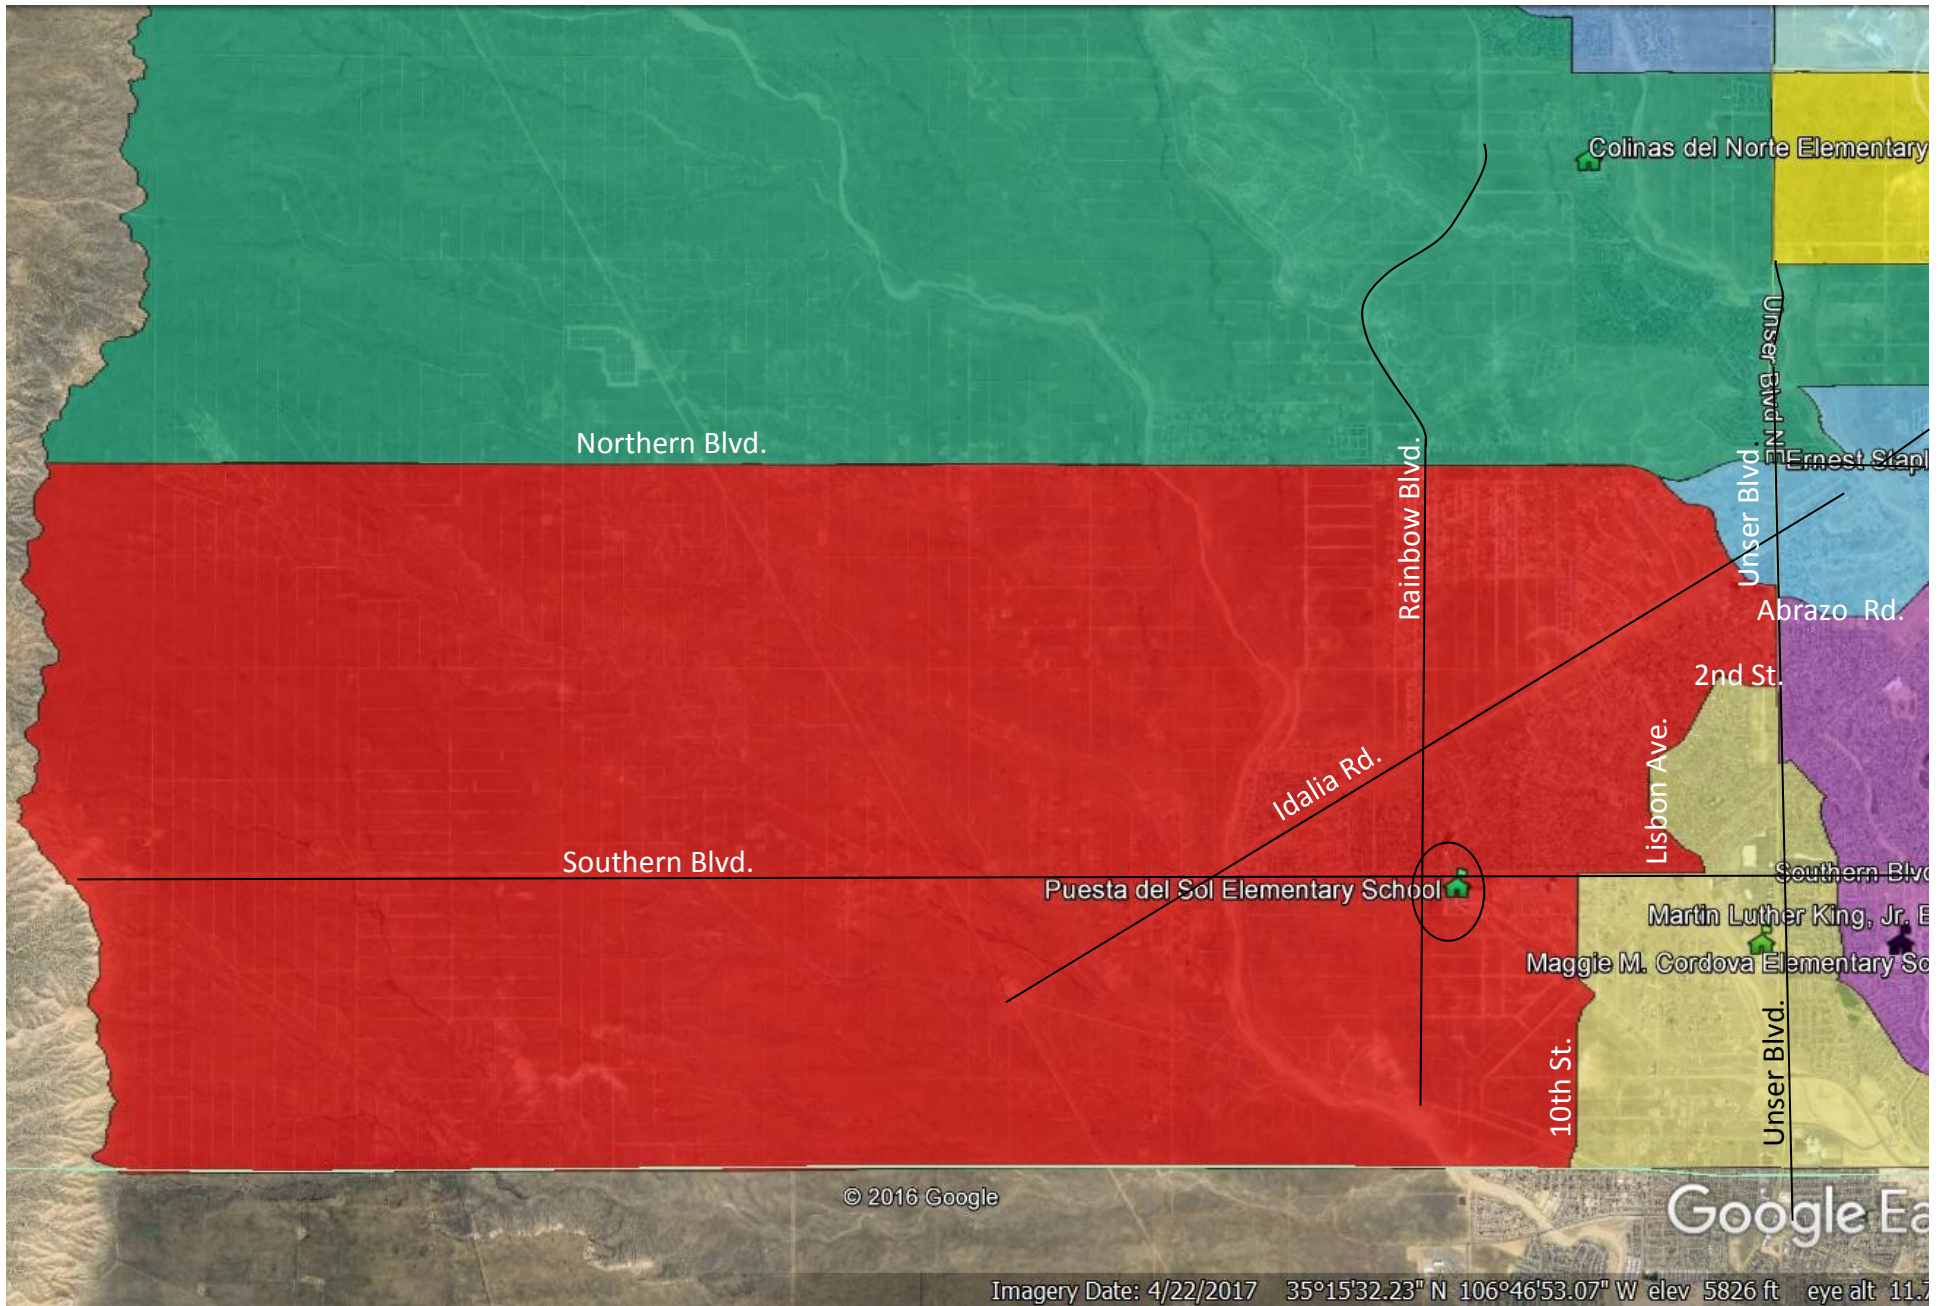 Colinas del Norte Elementary
Unser Blvd NE
Northern Blvd.
Rainbow Blvd.
Unser Blvd.
Ernest Stapl
Abrazo Rd.
2nd St.
Lisbon Ave.
Idalia Rd.
Southern Blvd.
Southern Blvd
Puesta del Sol Elementary School
Martin Luther King, Jr. E
Maggie M. Cordova Elementary Sc
10th St.
Unser Blvd.
© 2016 Google
Google Ea
Imagery Date: 4/22/2017 35°15'32.23" N 106°46'53.07" W elev 5826 ft eye alt 11.7